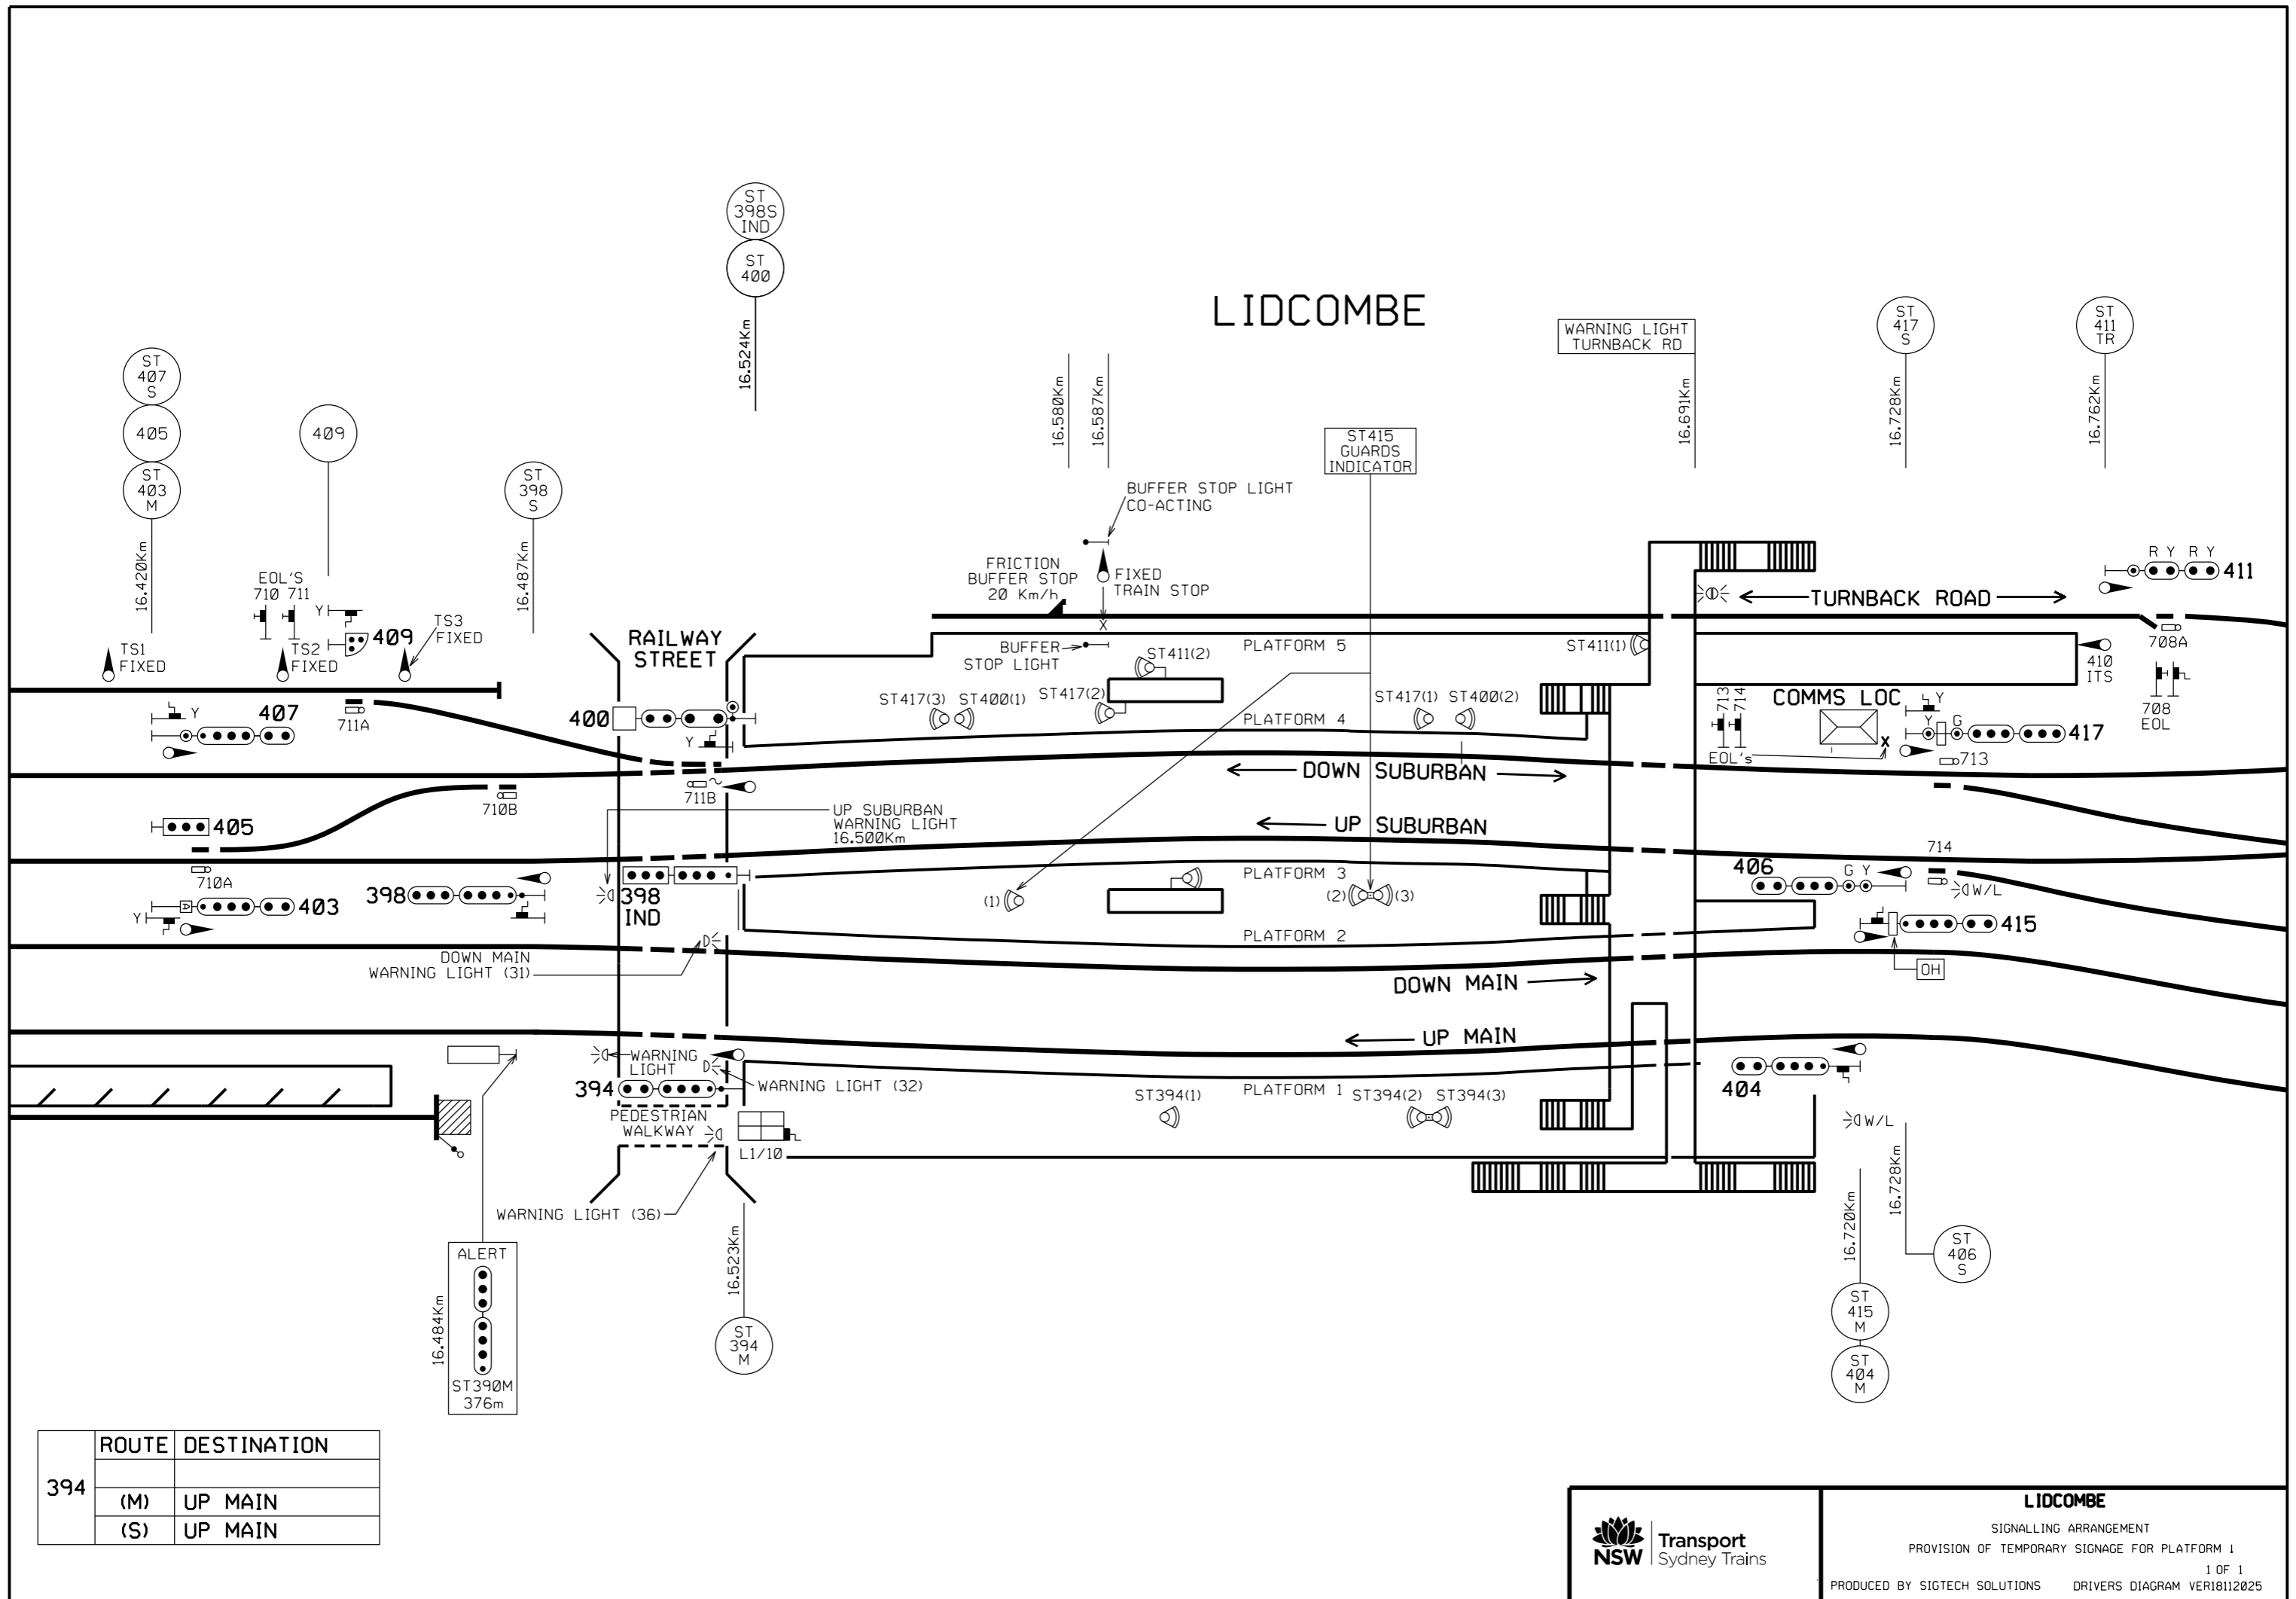 ST
398S
IND
ST
400
16.524Km
LIDCOMBE
WARNING LIGHT
TURNBACK RD
16.691Km
ST
417
S
16.728Km
ST
411
TR
16.762Km
ST
407
S
405
ST
403
M
16.420Km
409
ST
398
S
16.487Km
16.580Km
16.587Km
ST415
GUARDS
INDICATOR
BUFFER STOP LIGHT
CO-ACTING
FRICTION
BUFFER STOP
20 Km/h
FIXED
TRAIN STOP
X
BUFFER
STOP LIGHT
EOL'S
710 711
Y
409
TS1
FIXED
TS2
FIXED
TS3
FIXED
RAILWAY
STREET
PLATFORM 5
ST411(2)
ST411(1)
TURNBACK ROAD
R Y R Y
411
708A
410
ITS
708
EOL
Y
407
711A
400
Y
711B
ST417(3) ST400(1)
ST417(2)
PLATFORM 4
ST417(1) ST400(2)
713
714
EOL's
COMMS LOC
X
Y
Y G
417
713
DOWN SUBURBAN
710B
405
710A
UP SUBURBAN
WARNING LIGHT
16.500Km
UP SUBURBAN
714
406
G Y
W/L
Y
A
403
398
398
IND
PLATFORM 3
(1)
(2)
(3)
415
OH
PLATFORM 2
DOWN MAIN
WARNING LIGHT (31)
DOWN MAIN
UP MAIN
WARNING
LIGHT
WARNING LIGHT (32)
394
PLATFORM 1
ST394(1)
ST394(2) ST394(3)
404
W/L
PEDESTRIAN
WALKWAY
L1/10
WARNING LIGHT (36)
16.523Km
ST
394
M
16.728Km
ST
406
S
16.720Km
ST
415
M
ST
404
M
ALERT
16.484Km
ST390M
376m
394
ROUTE DESTINATION
(M) UP MAIN
(S) UP MAIN
NSW
Transport
Sydney Trains
LIDCOMBE
SIGNALLING ARRANGEMENT
PROVISION OF TEMPORARY SIGNAGE FOR PLATFORM 1
1 OF 1
PRODUCED BY SIGTECH SOLUTIONS DRIVERS DIAGRAM VER18112025